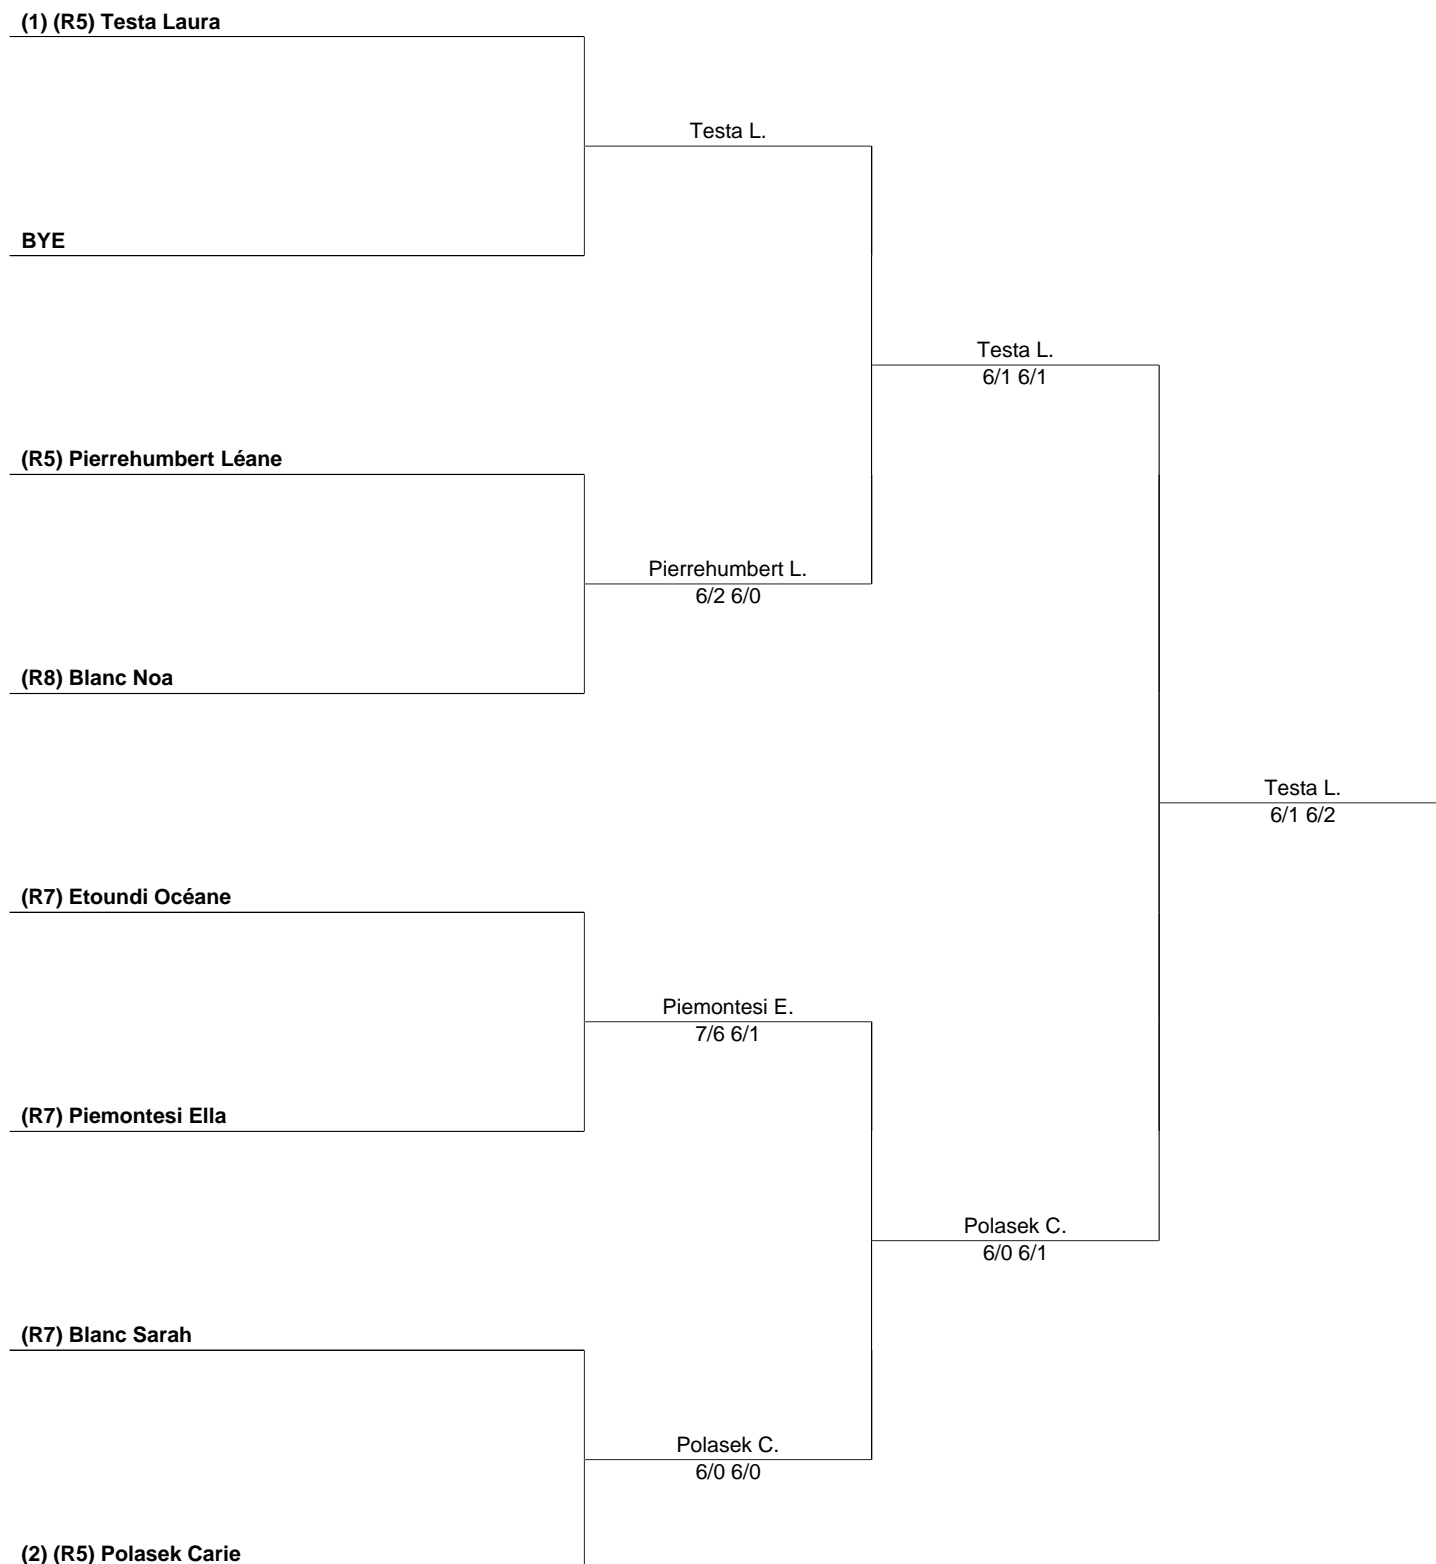 (1) (R5) Testa Laura
Testa L.
BYE
Testa L.
6/1 6/1
(R5) Pierrehumbert Léane
Pierrehumbert L.
6/2 6/0
(R8) Blanc Noa
Testa L.
6/1 6/2
(R7) Etoundi Océane
Piemontesi E.
7/6 6/1
(R7) Piemontesi Ella
Polasek C.
6/0 6/1
(R7) Blanc Sarah
Polasek C.
6/0 6/0
(2) (R5) Polasek Carie